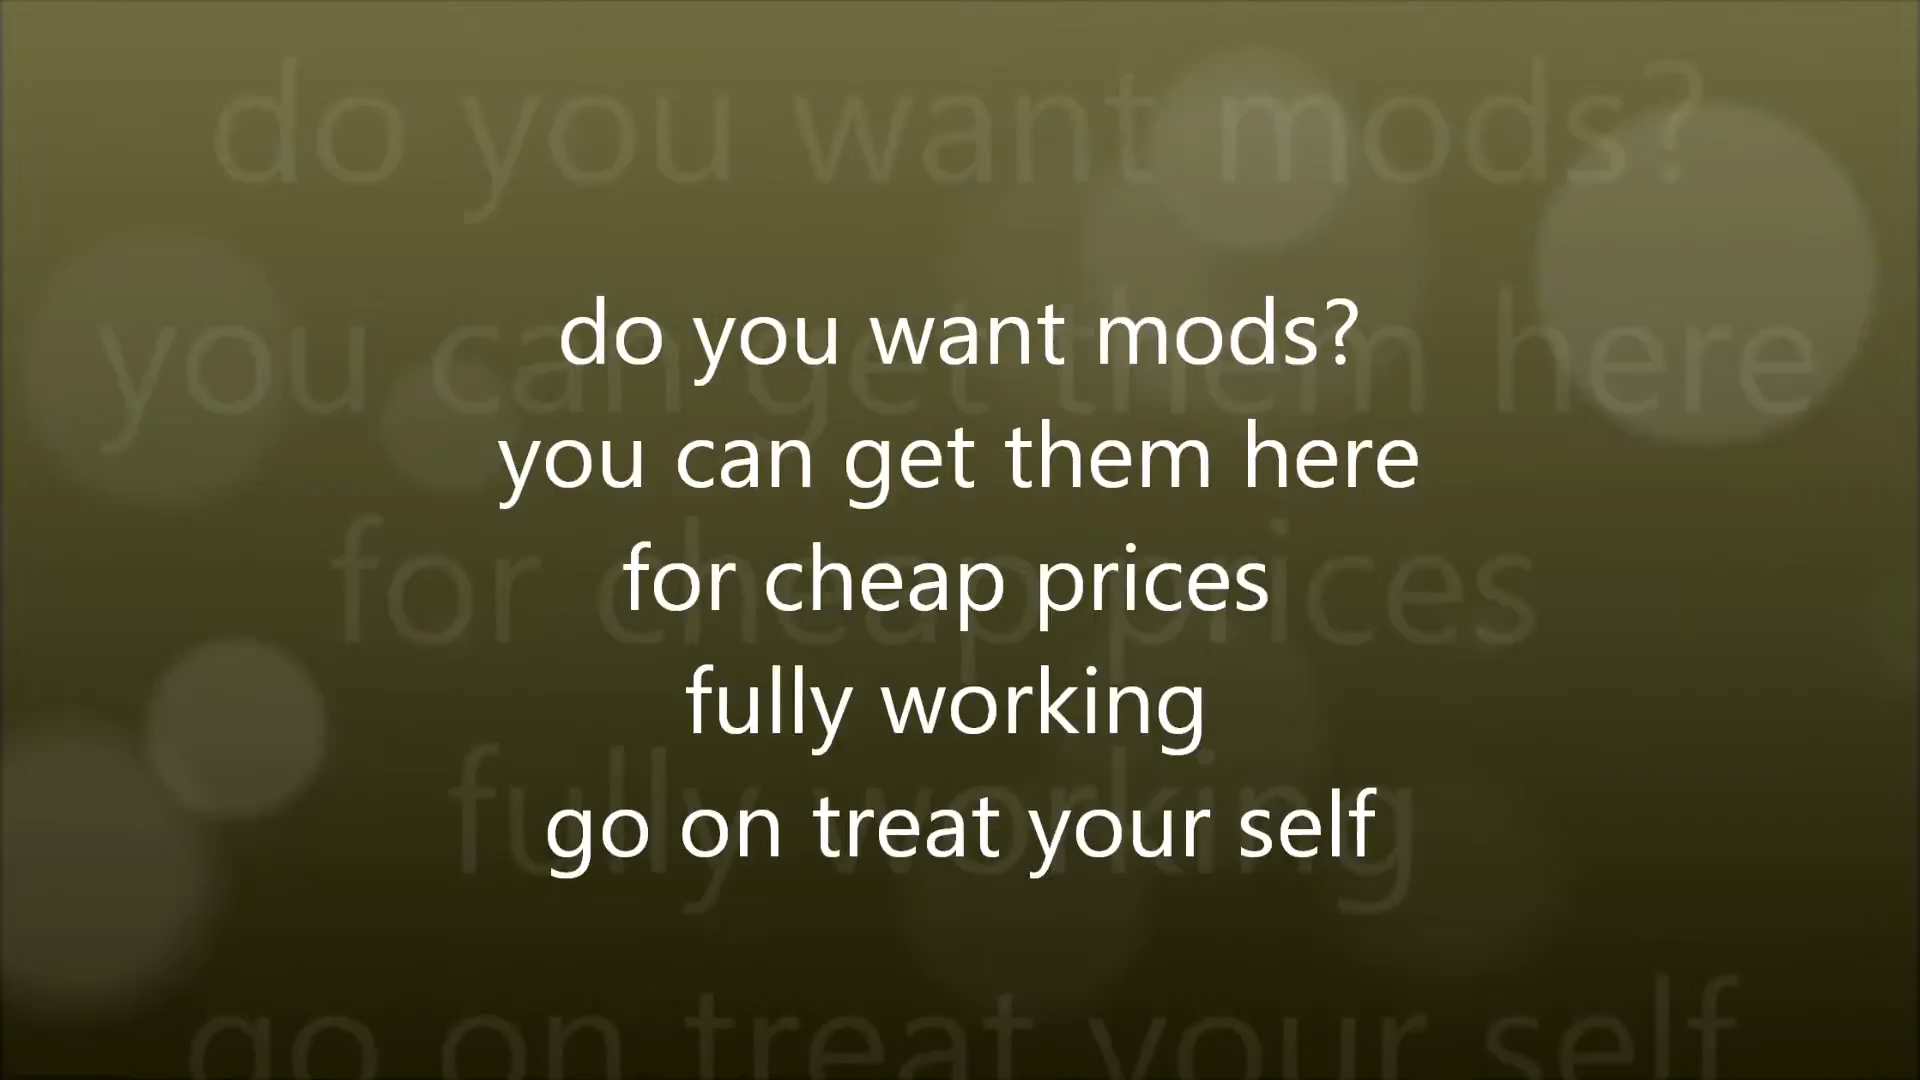 do you want mods?
you can get them here
for cheap prices
fully working
go on treat your self